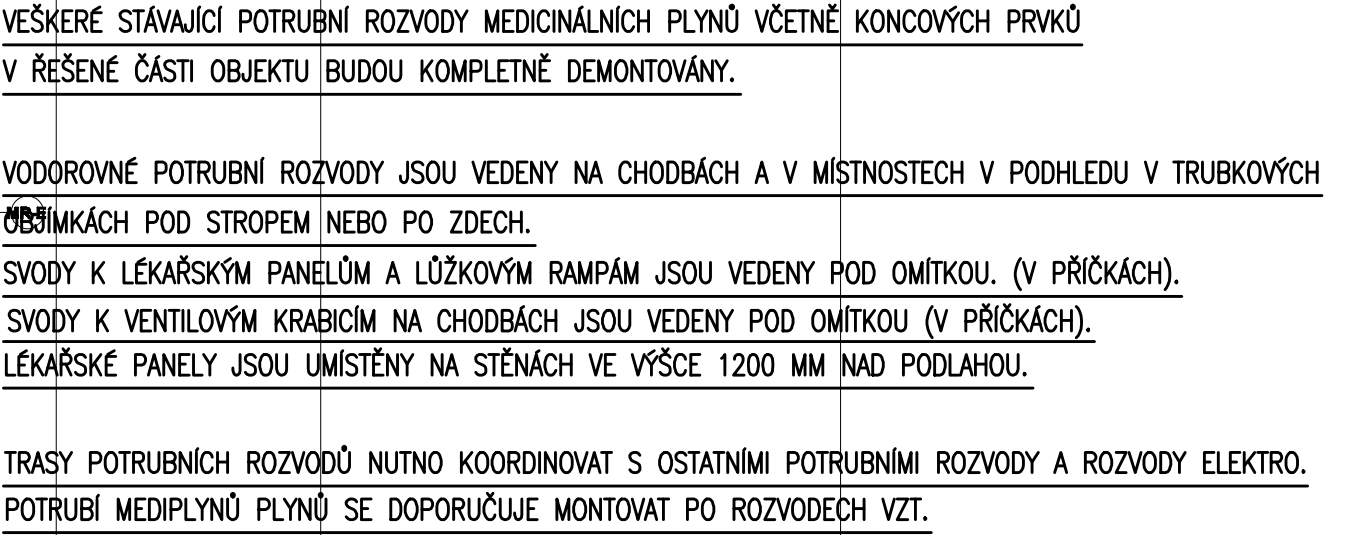 VEŠKERÉ STÁVAJÍCÍ POTRUBNÍ ROZVODY MEDICINÁLNÍCH PLYNŮ VČETNĚ KONCOVÝCH PRVKŮ
V ŘEŠENÉ ČÁSTI OBJEKTU BUDOU KOMPLETNĚ DEMONTOVÁNY.
VODOROVNÉ POTRUBNÍ ROZVODY JSOU VEDENY NA CHODBÁCH A V MÍSTNOSTECH V PODHLEDU V TRUBKOVÝCH
OBJÍMKÁCH POD STROPEM NEBO PO ZDECH.
SVODY K LÉKAŘSKÝM PANELŮM A LŮŽKOVÝM RAMPÁM JSOU VEDENY POD OMÍTKOU. (V PŘÍČKÁCH).
SVODY K VENTILOVÝM KRABICÍM NA CHODBÁCH JSOU VEDENY POD OMÍTKOU (V PŘÍČKÁCH).
LÉKAŘSKÉ PANELY JSOU UMÍSTĚNY NA STĚNÁCH VE VÝŠCE 1200 MM NAD PODLAHOU.
TRASY POTRUBNÍCH ROZVODŮ NUTNO KOORDINOVAT S OSTATNÍMI POTRUBNÍMI ROZVODY A ROZVODY ELEKTRO.
POTRUBÍ MEDIPLYNŮ PLYNŮ SE DOPORUČUJE MONTOVAT PO ROZVODECH VZT.